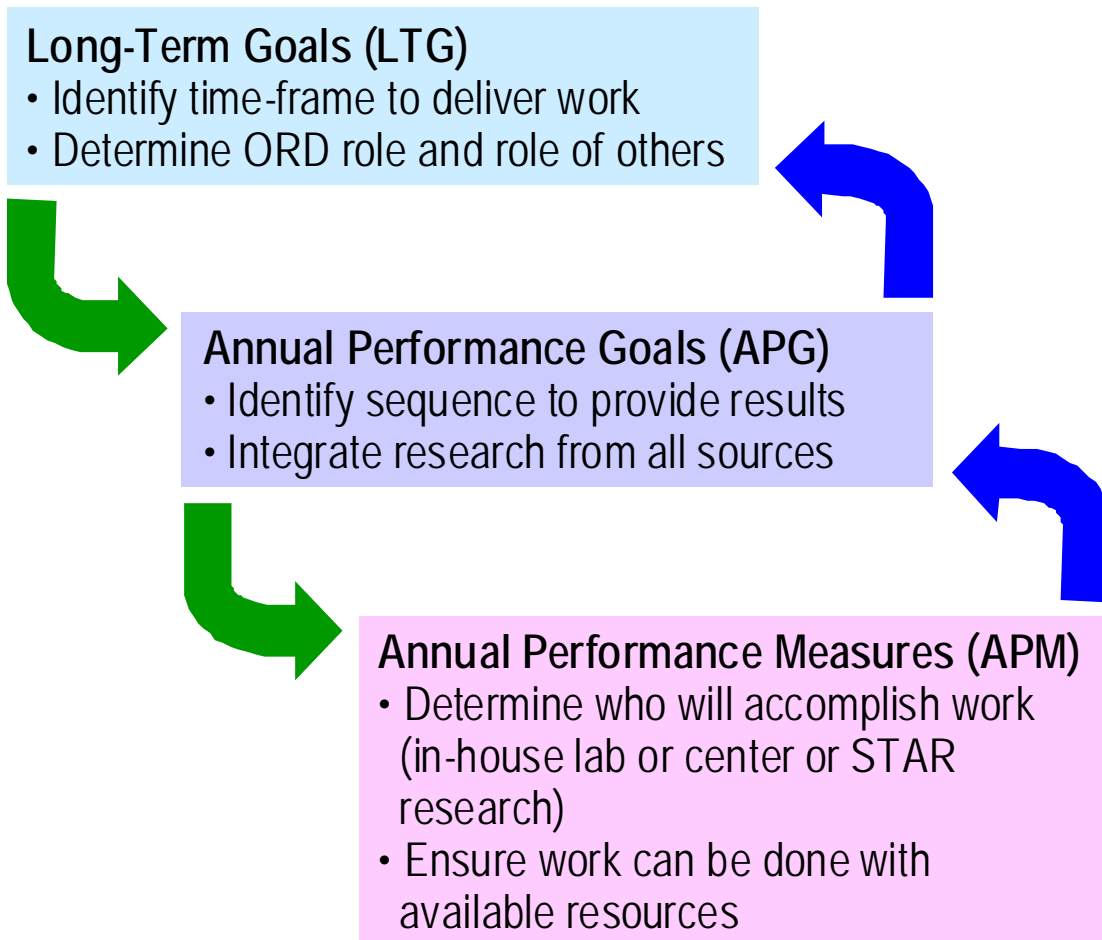 Long-Term Goals (LTG)
• Identify time-frame to deliver work
• Determine ORD role and role of others
Annual Performance Goals (APG)
• Identify sequence to provide results
• Integrate research from all sources
Annual Performance Measures (APM)
• Determine who will accomplish work
(in-house lab or center or STAR
research)
• Ensure work can be done with
available resources